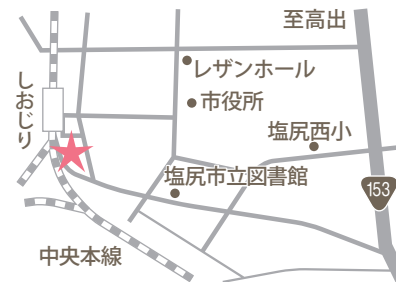 至高出
レザンホール
市役所
しおじり
塩尻西小
塩尻市立図書館
153
中央本線